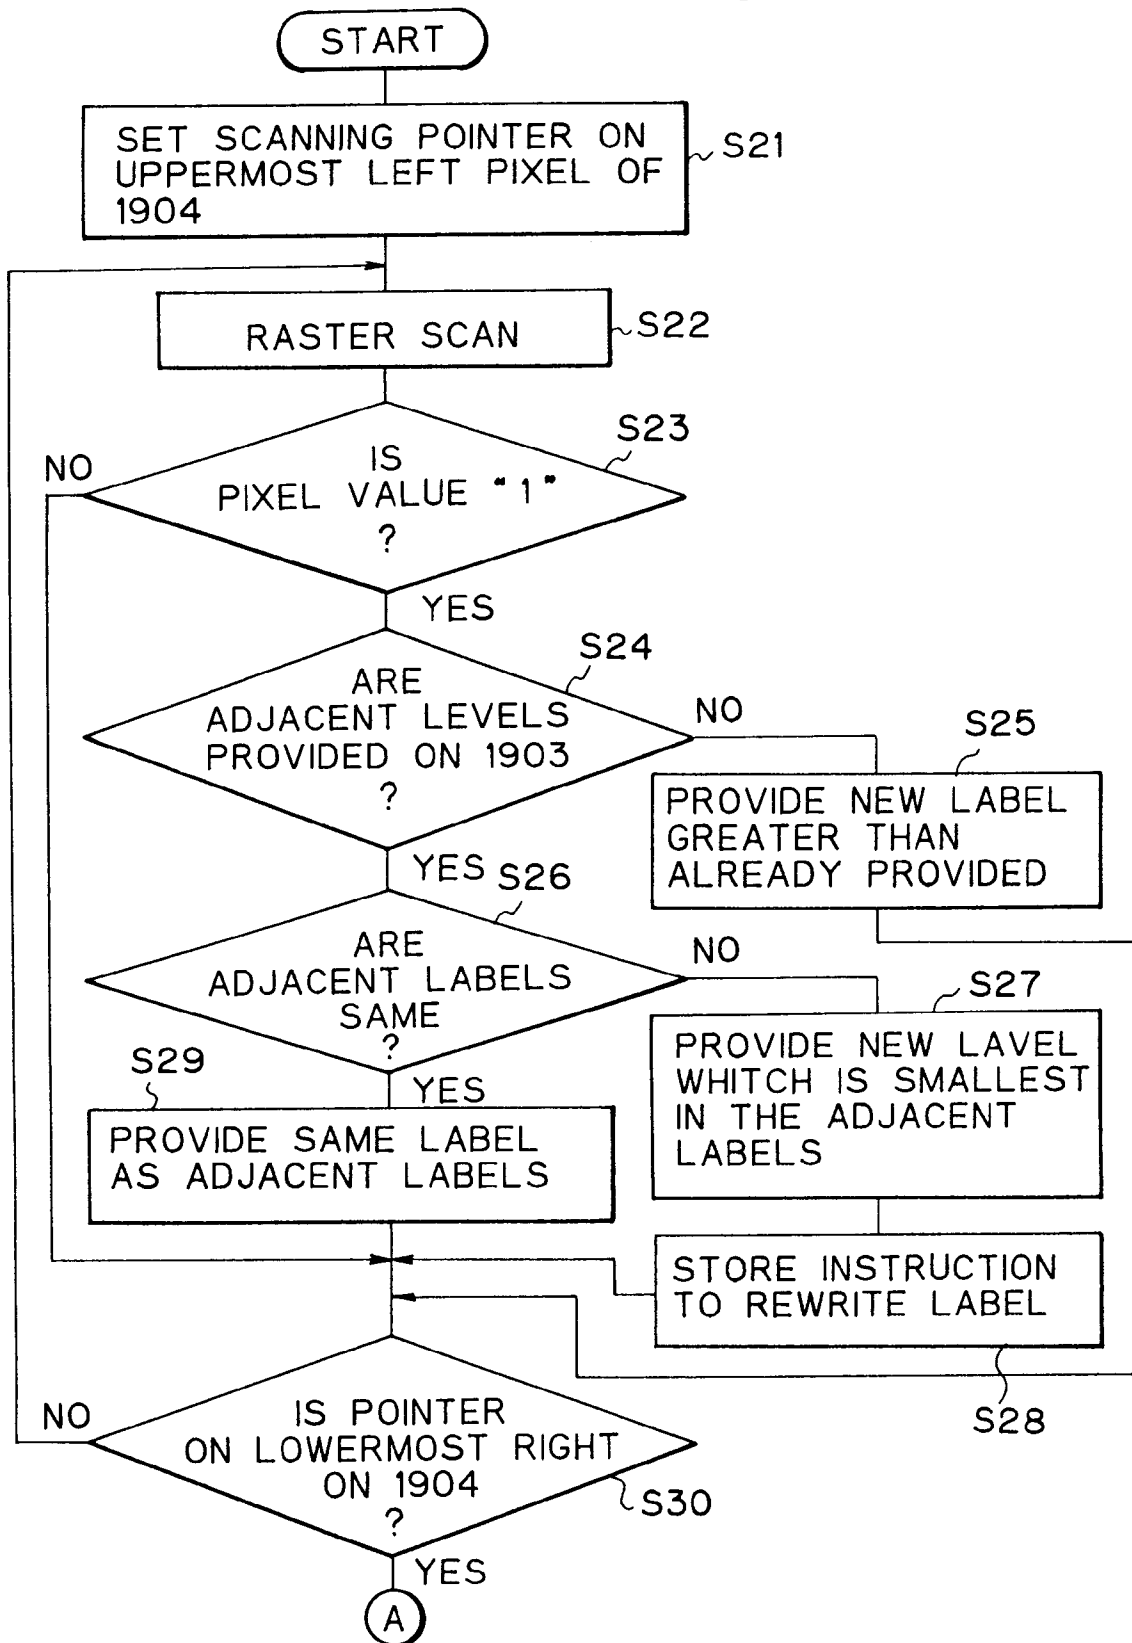 START
SET SCANNING POINTER ON
UPPERMOST LEFT PIXEL OF
1904
S21
RASTER SCAN
S22
S23
NO
IS
PIXEL VALUE "1"
?
YES
S24
ARE
ADJACENT LEVELS
PROVIDED ON 1903
?
NO
S25
PROVIDE NEW LABEL
GREATER THAN
ALREADY PROVIDED
YES
S26
ARE
ADJACENT LABELS
SAME
?
NO
S27
PROVIDE NEW LAVEL
WHITCH IS SMALLEST
IN THE ADJACENT
LABELS
S29
YES
PROVIDE SAME LABEL
AS ADJACENT LABELS
STORE INSTRUCTION
TO REWRITE LABEL
S28
NO
IS POINTER
ON LOWERMOST RIGHT
ON 1904
?
S30
YES
A